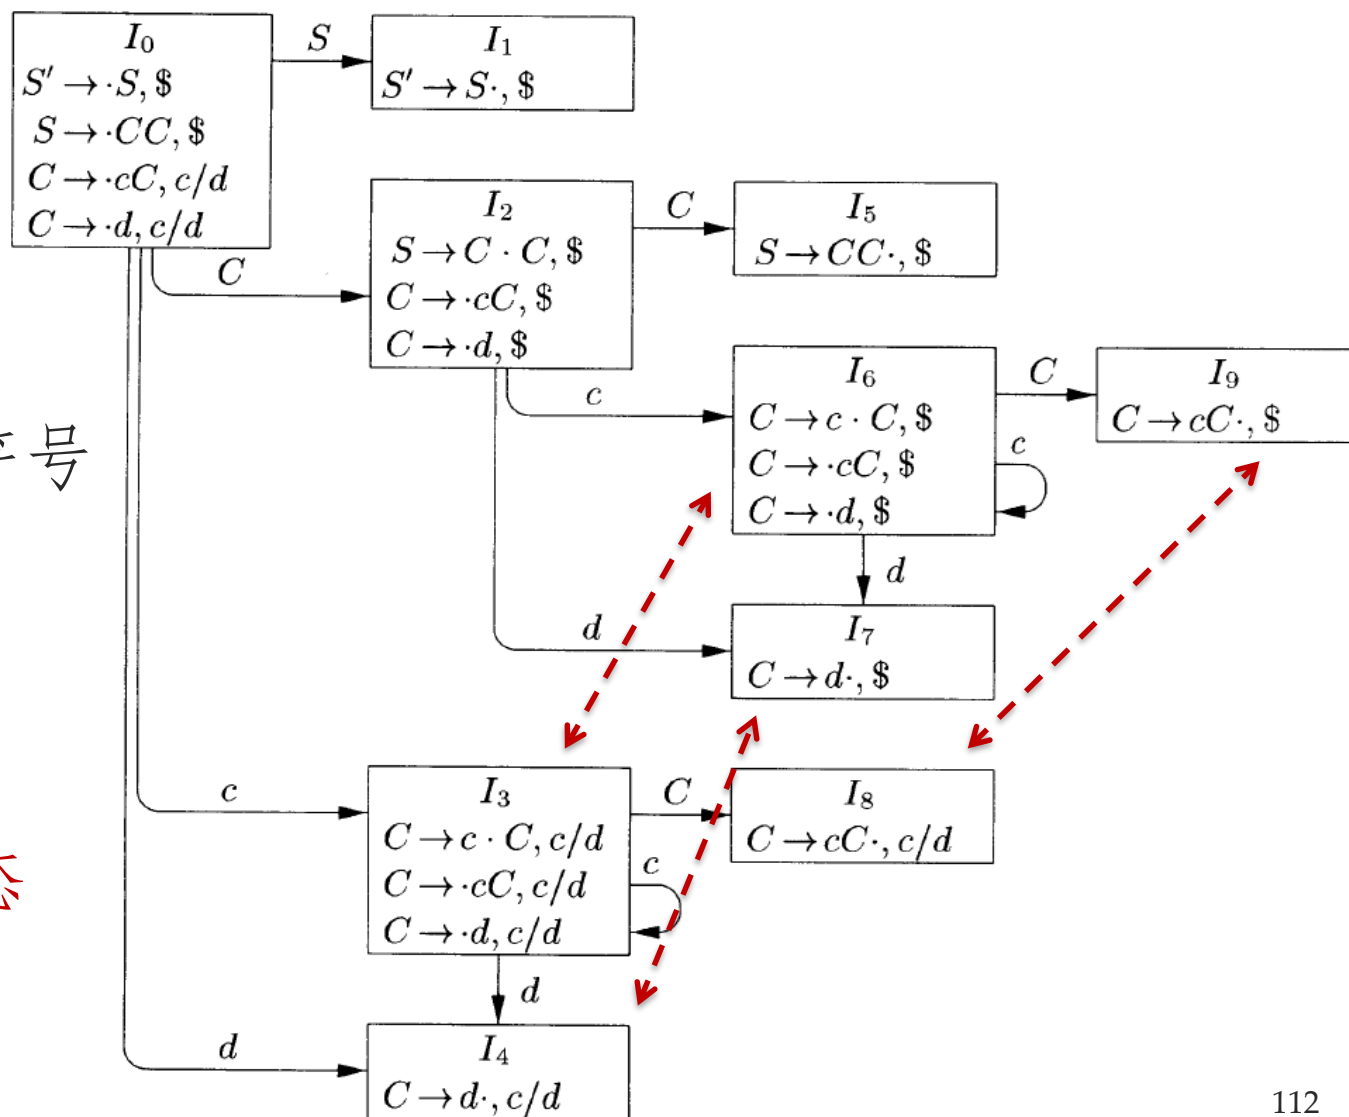 I₀
S′ → ·S, $
S → ·CC, $
C → ·cC, c/d
C → ·d, c/d
S
I₁
S′ → S·, $
C
I₂
S → C · C, $
C → ·cC, $
C → ·d, $
C
I₅
S → CC·, $
c
I₆
C → c · C, $
C → ·cC, $
C → ·d, $
C
I₉
C → cC·, $
c
号
d
d
I₇
C → d·, $
c
I₃
C → c · C, c/d
C → ·cC, c/d
C → ·d, c/d
C
I₈
C → cC·, c/d
c
d
d
I₄
C → d·, c/d
112